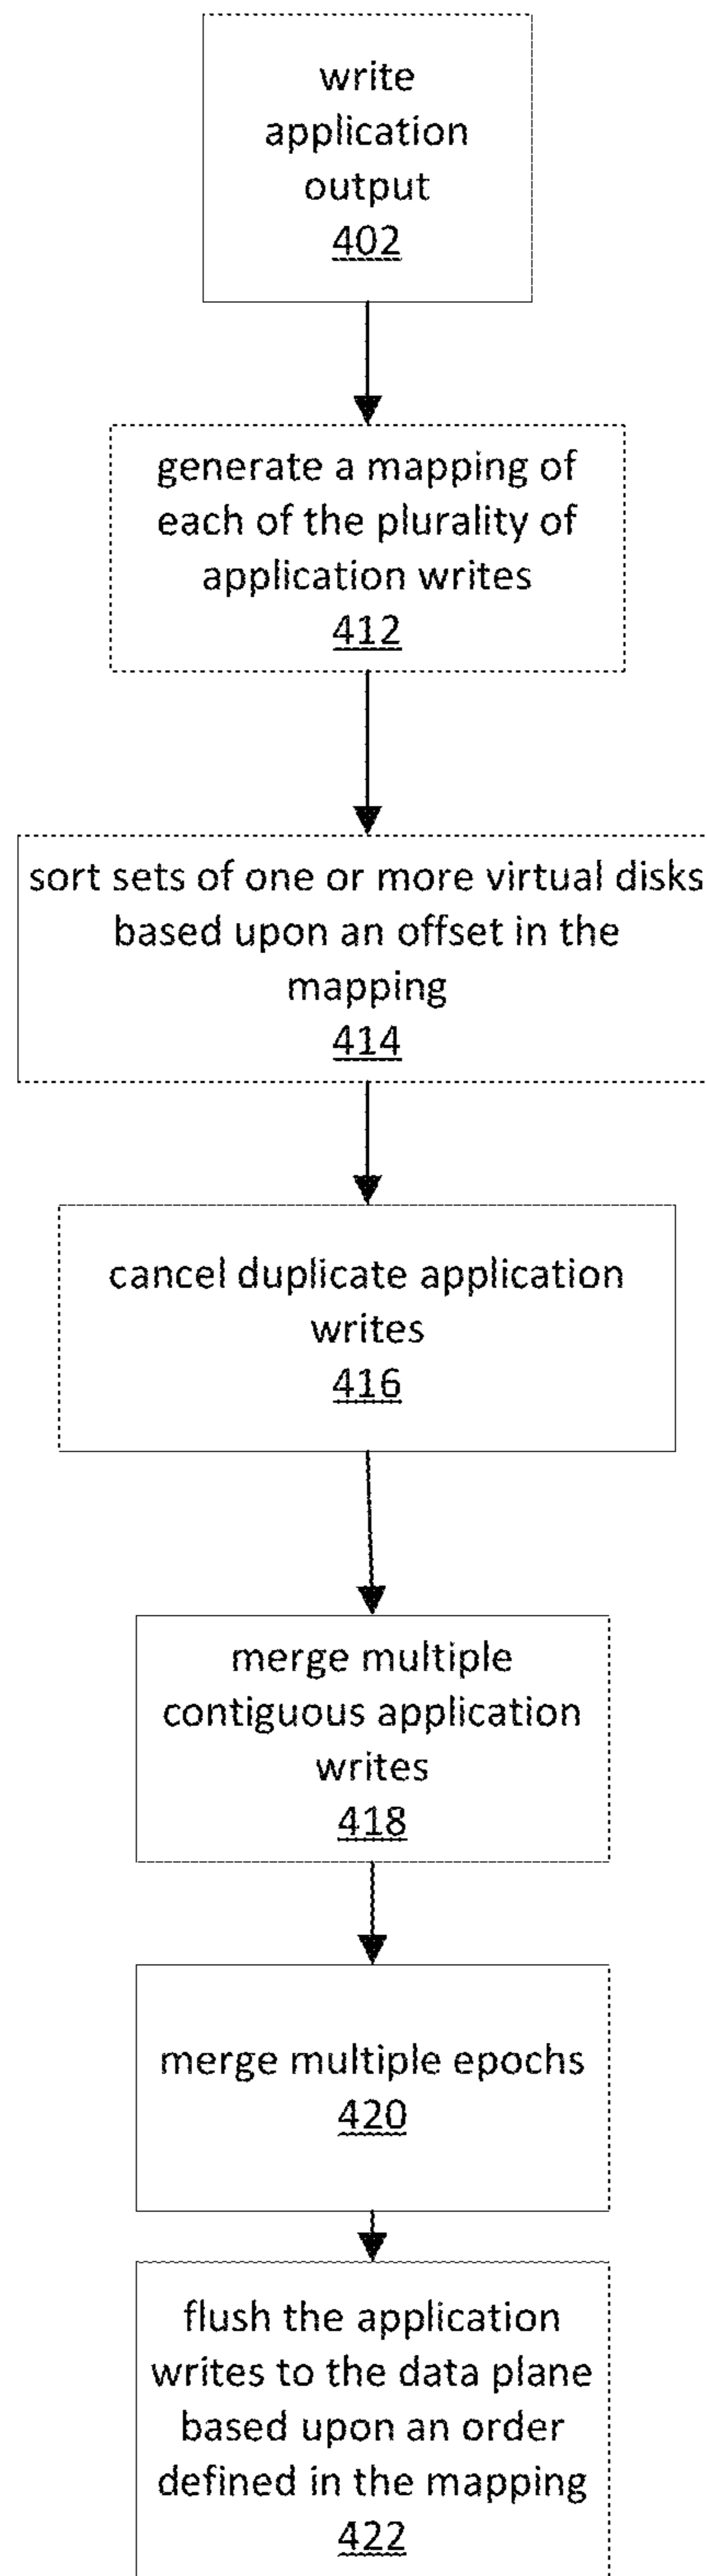 write
application
output
402
generate a mapping of
each of the plurality of
application writes
412
sort sets of one or more virtual disks
based upon an offset in the
mapping
414
cancel duplicate application
writes
416
merge multiple
contiguous application
writes
418
merge multiple epochs
420
flush the application
writes to the data plane
based upon an order
defined in the mapping
422